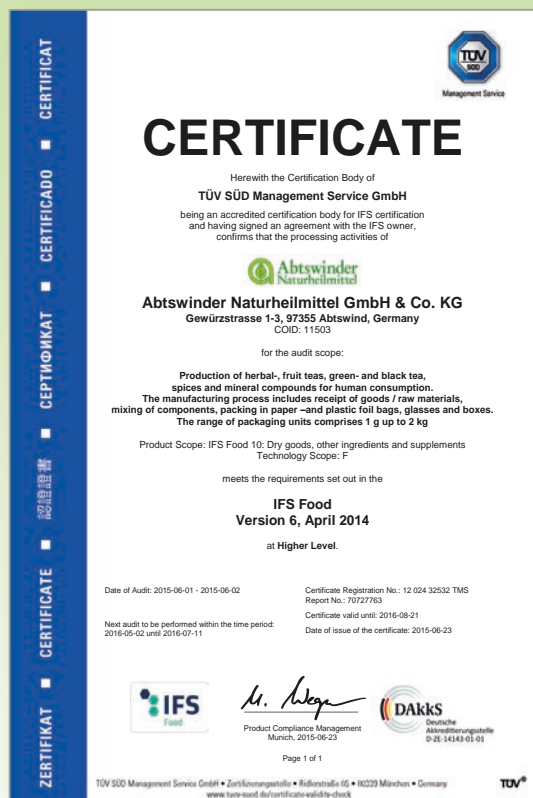 TÜV
SÜD
Management Service
CERTIFICATE
Herewith the Certification Body of
TÜV SÜD Management Service GmbH
being an accredited certification body for IFS certification
and having signed an agreement with the IFS owner,
confirms that the processing activities of
Abtswinder
Naturheilmittel
Abtswinder Naturheilmittel GmbH & Co. KG
Gewürzstrasse 1-3, 97355 Abtswind, Germany
COID: 11503
for the audit scope:
Production of herbal-, fruit teas, green- and black tea,
spices and mineral compounds for human consumption.
The manufacturing process includes receipt of goods / raw materials,
mixing of components, packing in paper –and plastic foil bags, glasses and boxes.
The range of packaging units comprises 1 g up to 2 kg
Product Scope: IFS Food 10: Dry goods, other ingredients and supplements
Technology Scope: F
meets the requirements set out in the
IFS Food
Version 6, April 2014
at Higher Level.
Date of Audit: 2015-06-01 - 2015-06-02
Next audit to be performed within the time period:
2016-05-02 until 2016-07-11
Certificate Registration No.: 12 024 32532 TMS
Report No.: 70727763
Certificate valid until: 2016-08-21
Date of issue of the certificate: 2015-06-23
IFS
Food
Product Compliance Management
Munich, 2015-06-23
DAkkS
Deutsche
Akkreditierungsstelle
D-ZE-14143-01-01
Page 1 of 1
TÜV SÜD Management Service GmbH • Zertifizierungsstelle • Ridlerstraße 65 • 80339 München • Germany
www.tuev-sued.de/certificate-validity-check
TÜV®
ZERTIFIKAT ■ CERTIFICATE ■ 認證證書 ■ СЕРТИФИКАТ ■ CERTIFICADO ■ CERTIFICAT